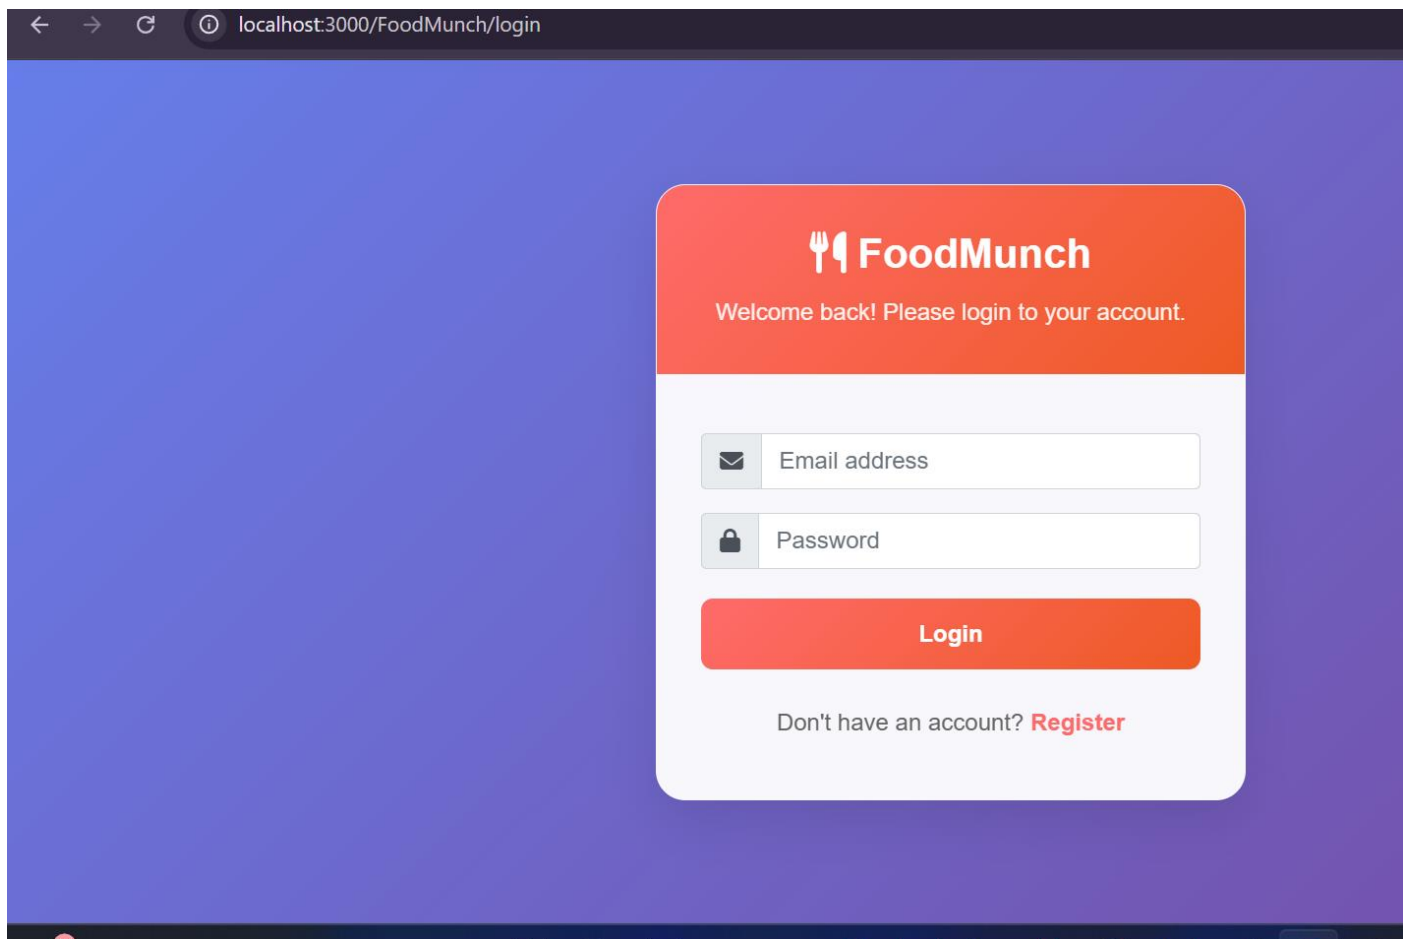 localhost:3000/FoodMunch/login
FoodMunch
Welcome back! Please login to your account.
Email address
Password
Login
Don't have an account? Register